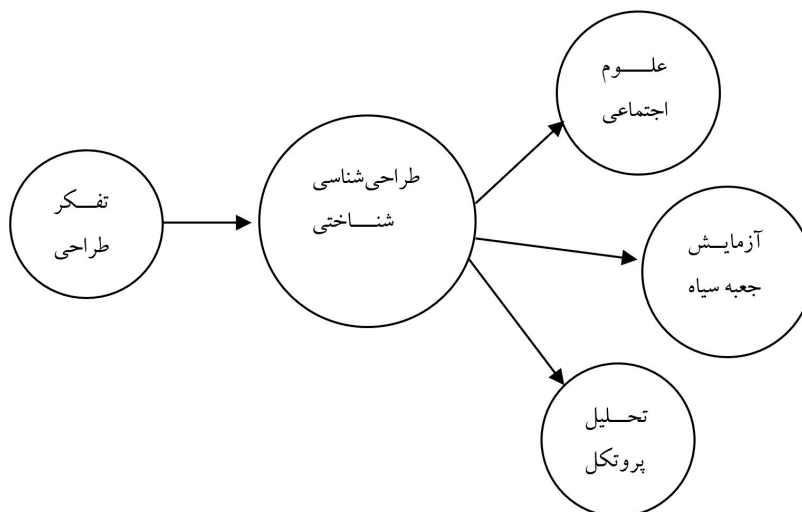 تفکر
طراحی
طراحی‌شناسی
شناختی
علوم
اجتماعی
آزمایش
جعبه سیاه
تحلیل
پروتکل